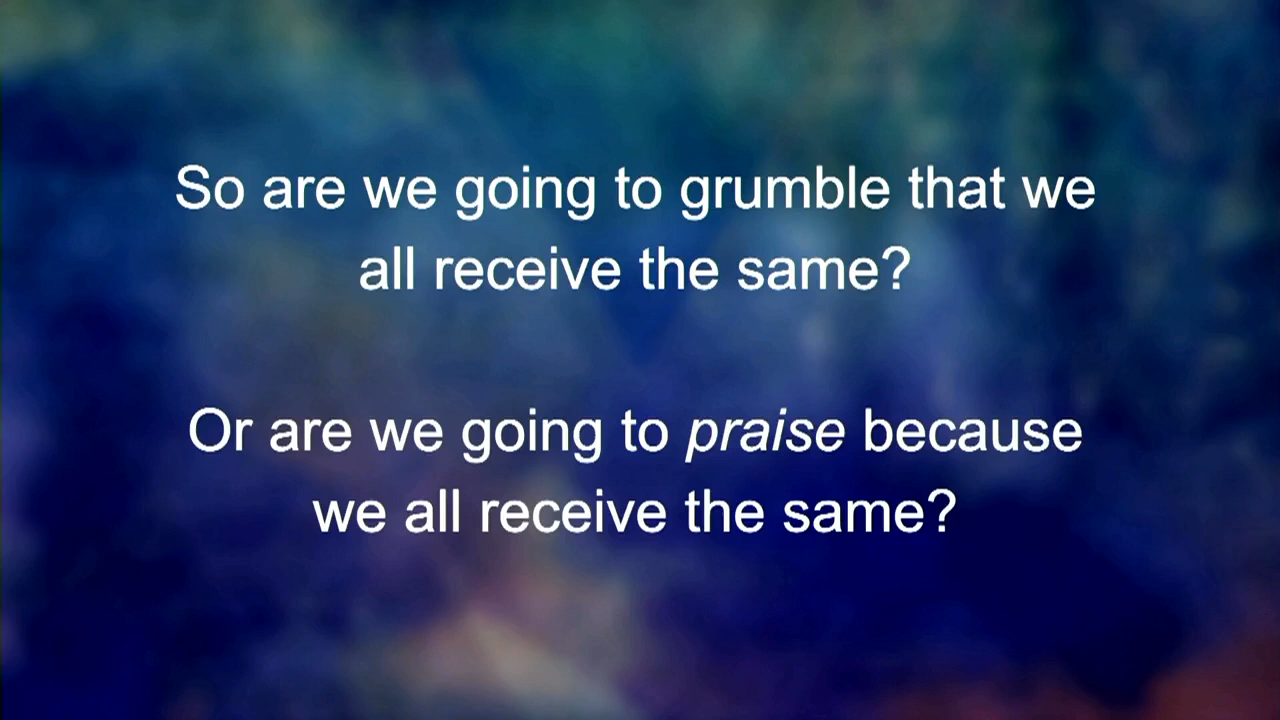 So are we going to grumble that we
all receive the same?
Or are we going to praise because
we all receive the same?